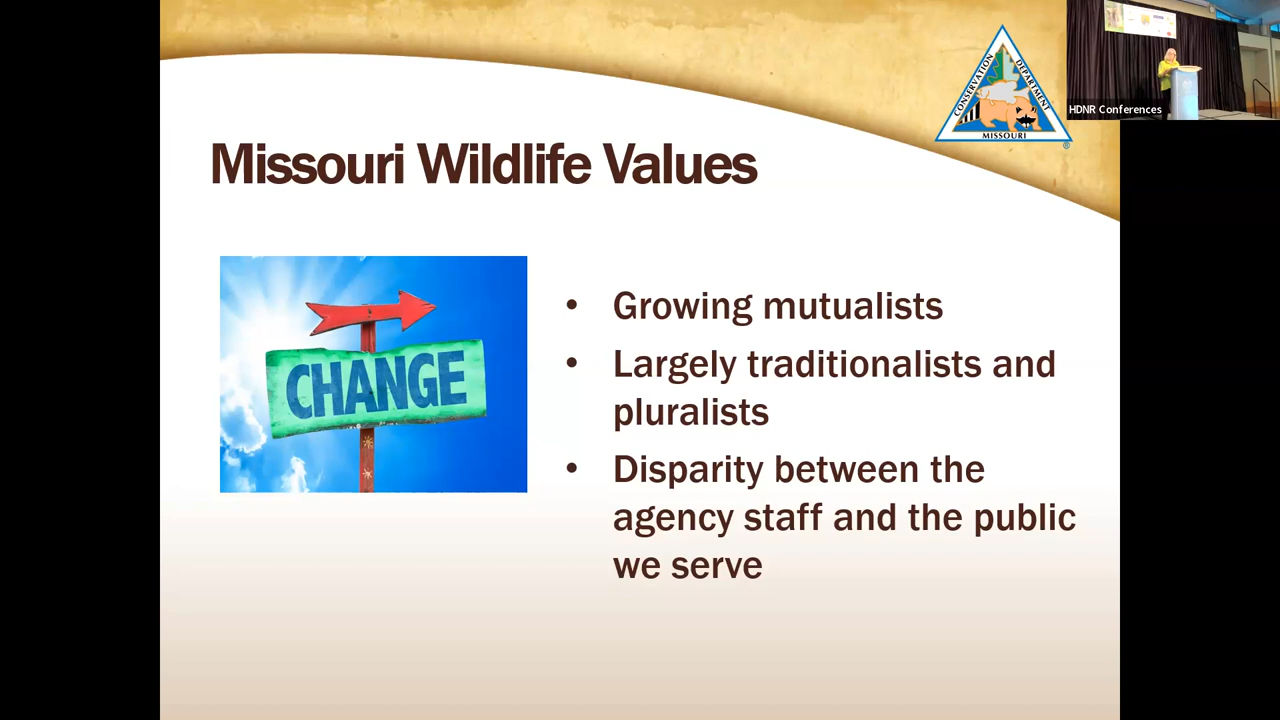 CONSERVATION DEPARTMENT
MISSOURI
®
HDNR Conferences
Missouri Wildlife Values
CHANGE
• Growing mutualists
• Largely traditionalists and
pluralists
• Disparity between the
agency staff and the public
we serve